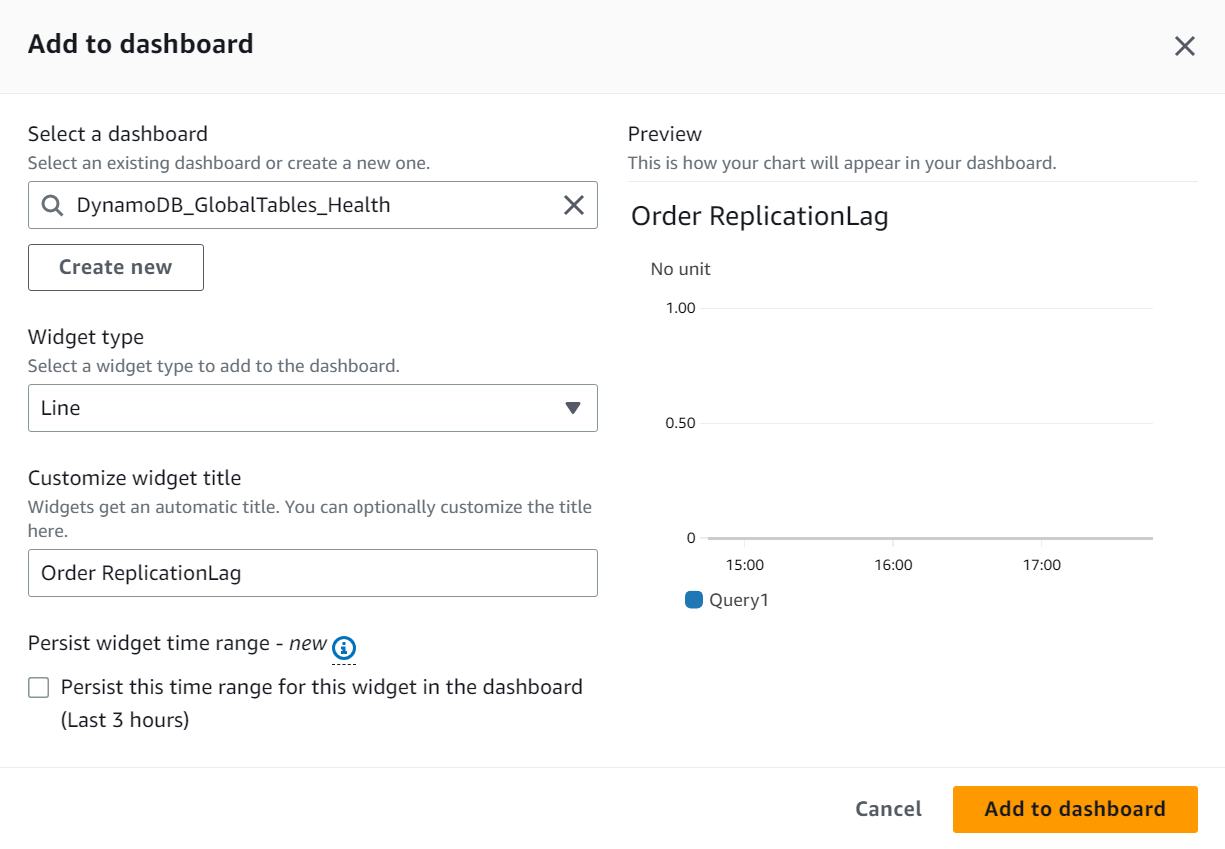 Add to dashboard
Select a dashboard
Select an existing dashboard or create a new one.
DynamoDB_GlobalTables_Health
Create new
Widget type
Select a widget type to add to the dashboard.
Line
Customize widget title
Widgets get an automatic title. You can optionally customize the title
here.
Order ReplicationLag
Persist widget time range - new
Persist this time range for this widget in the dashboard
(Last 3 hours)
Preview
This is how your chart will appear in your dashboard.
Order ReplicationLag
No unit
1.00
0.50
0
15:00 16:00 17:00
Query1
Cancel
Add to dashboard